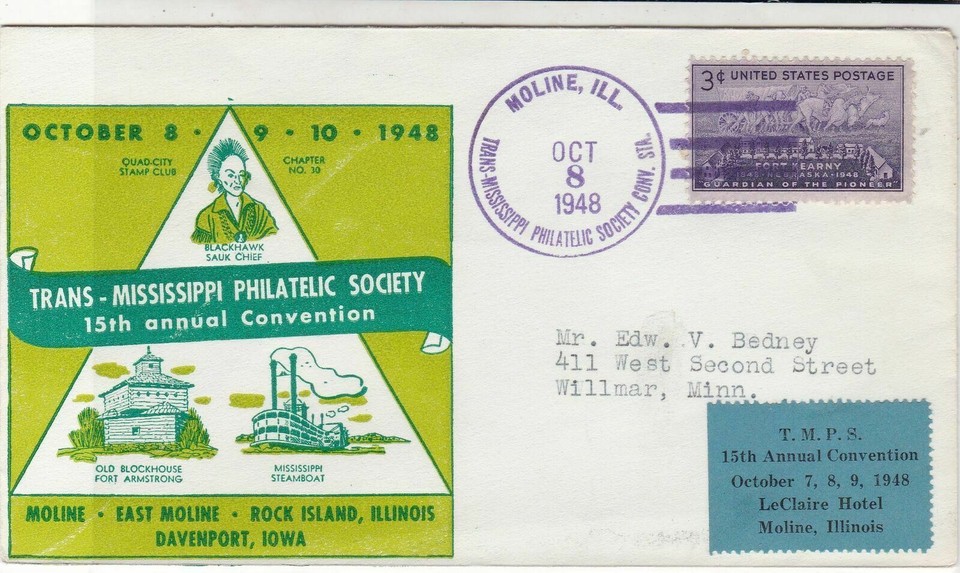 OCTOBER 8 • 9 • 10 • 1948
QUAD-CITY
STAMP CLUB
CHAPTER
NO. 30
BLACKHAWK
SAUK CHIEF
TRANS-MISSISSIPPI PHILATELIC SOCIETY
15th annual Convention
OLD BLOCKHOUSE
FORT ARMSTRONG
MISSISSIPPI
STEAMBOAT
MOLINE • EAST MOLINE • ROCK ISLAND, ILLINOIS
DAVENPORT, IOWA
MOLINE, ILL.
OCT
8
1948
TRANS-MISSISSIPPI PHILATELIC SOCIETY CONV. STA.
3¢ UNITED STATES POSTAGE
FORT KEARNY
1848-NEBRASKA-1948
GUARDIAN OF THE PIONEER
Mr. Edw. V. Bedney
411 West Second Street
Willmar, Minn.
T. M. P. S.
15th Annual Convention
October 7, 8, 9, 1948
LeClaire Hotel
Moline, Illinois